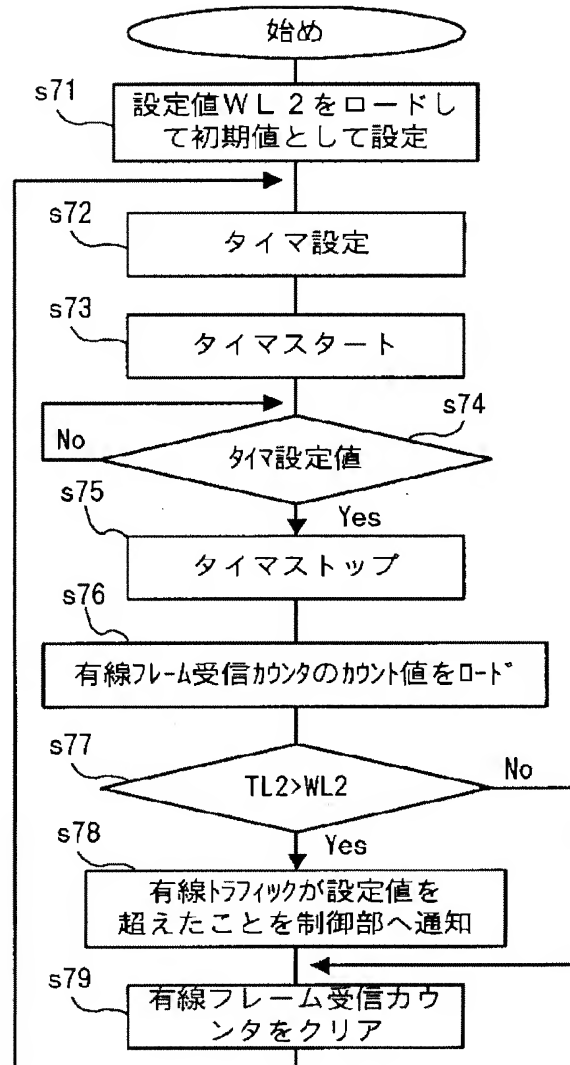 始め
s71
設定値WL2をロードし
て初期値として設定
s72
タイマ設定
s73
タイマスタート
s74
No
ﾀｲﾏ設定値
s75
Yes
タイマストップ
s76
有線ﾌﾚｰﾑ受信ｶｳﾝﾀのｶｳﾝﾄ値をﾛｰﾄﾞ
s77
No
TL2>WL2
s78
Yes
有線ﾄﾗﾌィックが設定値を
超えたことを制御部へ通知
s79
有線フレーム受信カウ
ンタをクリア